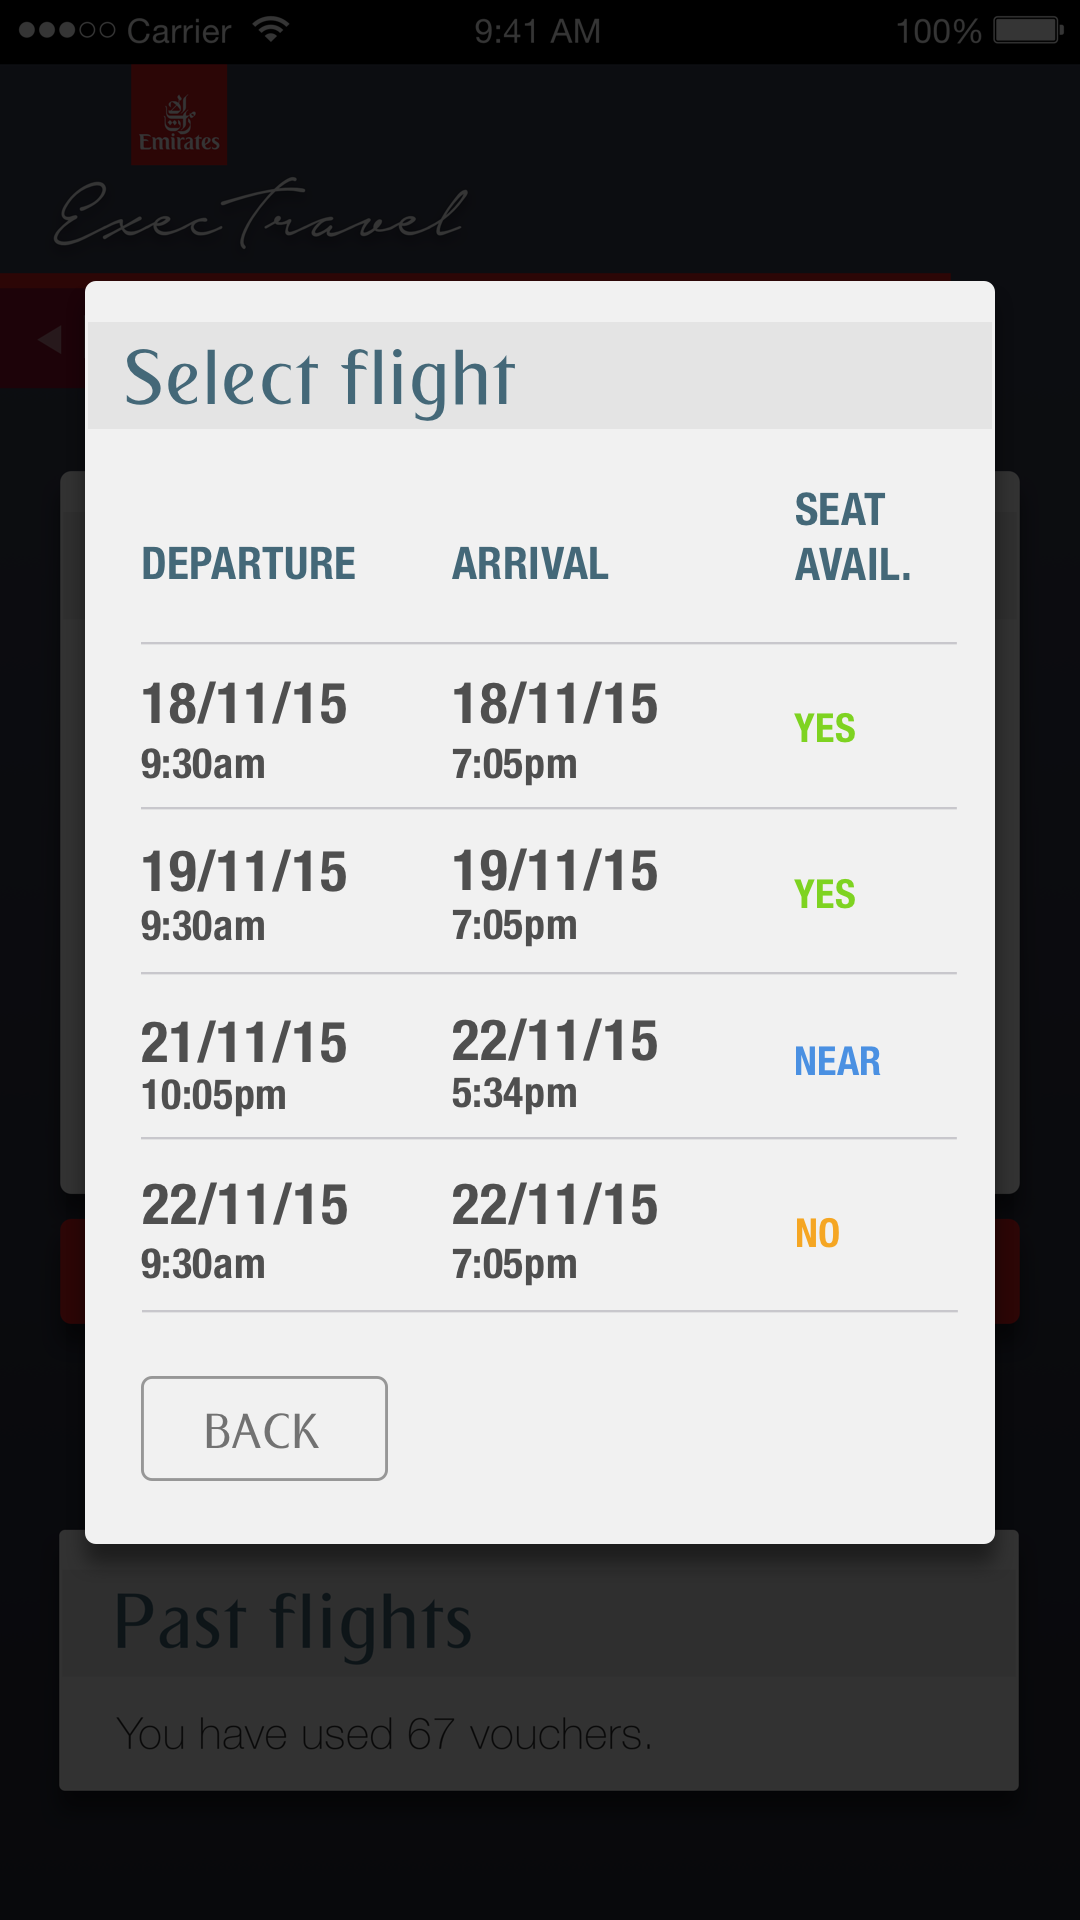 Carrier 9:41 AM 100%
Emirates
ExecTravel
Select flight
DEPARTURE ARRIVAL SEAT AVAIL.
18/11/15 18/11/15 YES
9:30am 7:05pm
19/11/15 19/11/15 YES
9:30am 7:05pm
21/11/15 22/11/15 NEAR
10:05pm 5:34pm
22/11/15 22/11/15 NO
9:30am 7:05pm
BACK
Past flights
You have used 67 vouchers.